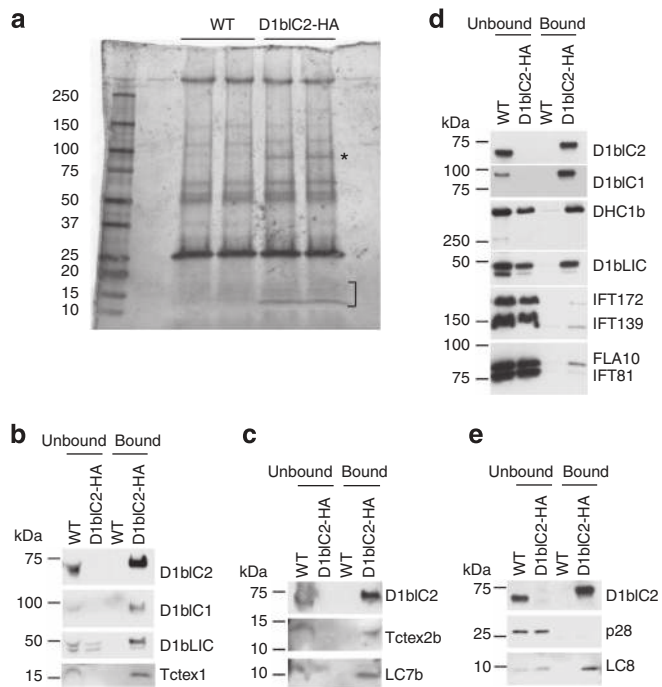 a
WT D1bIC2-HA
250
150
100
75
50
37
25
20
15
10
*
b
Unbound Bound
WT D1bIC2-HA WT D1bIC2-HA
kDa
75 D1bIC2
100 D1bIC1
50 D1bLIC
15 Tctex1
c
Unbound Bound
WT D1bIC2-HA WT D1bIC2-HA
kDa
75 D1bIC2
10 Tctex2b
10 LC7b
d
Unbound Bound
WT D1bIC2-HA WT D1bIC2-HA
kDa
75 D1bIC2
100 D1bIC1
75
DHC1b
250
50 D1bLIC
IFT172
150 IFT139
100
FLA10
75 IFT81
e
Unbound Bound
WT D1bIC2-HA WT D1bIC2-HA
kDa
75 D1bIC2
25 p28
10 LC8